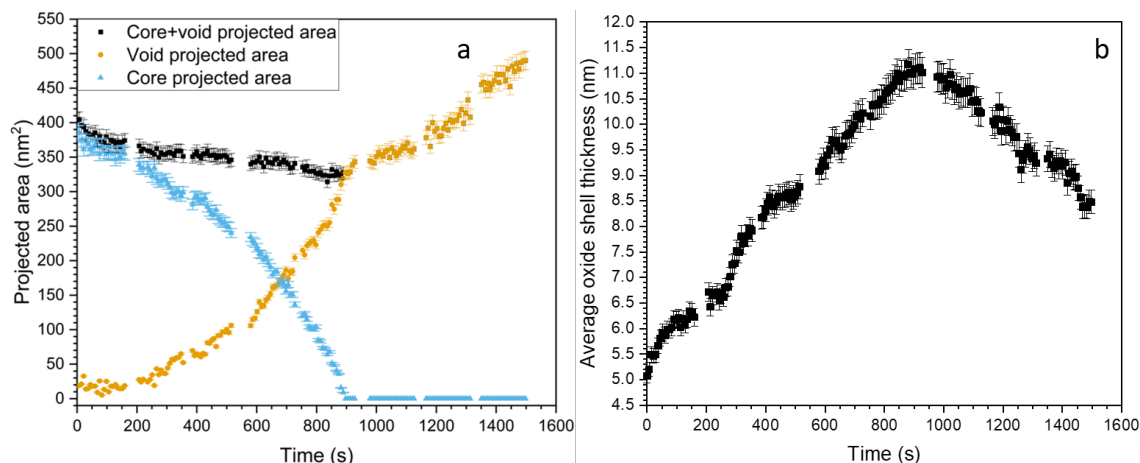 550
500
450
400
350
300
250
200
150
100
50
0
Projected area (nm²)
Core+void projected area
Void projected area
Core projected area
a
0 200 400 600 800 1000 1200 1400 1600
Time (s)
12.0
11.5
11.0
10.5
10.0
9.5
9.0
8.5
8.0
7.5
7.0
6.5
6.0
5.5
5.0
4.5
Average oxide shell thickness (nm)
b
0 200 400 600 800 1000 1200 1400 1600
Time (s)